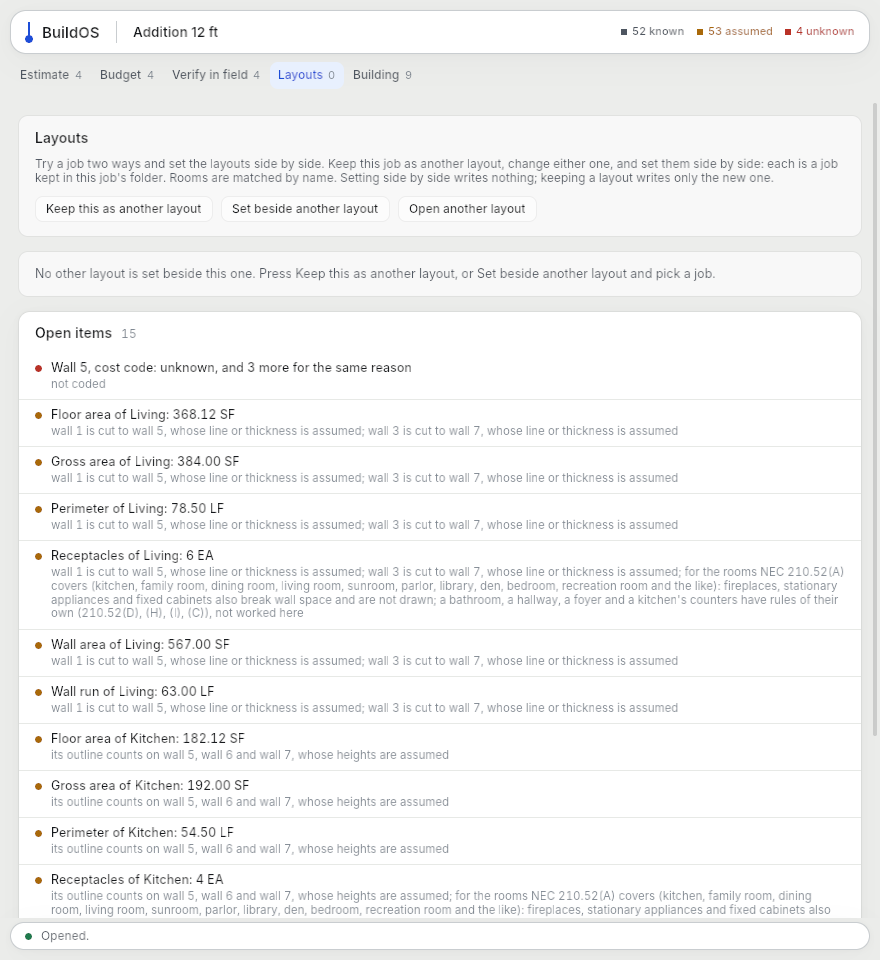 BuildOS
Addition 12 ft
52 known
53 assumed
4 unknown
Estimate 4
Budget 4
Verify in field 4
Layouts 0
Building 9
Layouts
Try a job two ways and set the layouts side by side. Keep this job as another layout, change either one, and set them side by side: each is a job
kept in this job's folder. Rooms are matched by name. Setting side by side writes nothing; keeping a layout writes only the new one.
Keep this as another layout
Set beside another layout
Open another layout
No other layout is set beside this one. Press Keep this as another layout, or Set beside another layout and pick a job.
Open items 15
Wall 5, cost code: unknown, and 3 more for the same reason
not coded
Floor area of Living: 368.12 SF
wall 1 is cut to wall 5, whose line or thickness is assumed; wall 3 is cut to wall 7, whose line or thickness is assumed
Gross area of Living: 384.00 SF
wall 1 is cut to wall 5, whose line or thickness is assumed; wall 3 is cut to wall 7, whose line or thickness is assumed
Perimeter of Living: 78.50 LF
wall 1 is cut to wall 5, whose line or thickness is assumed; wall 3 is cut to wall 7, whose line or thickness is assumed
Receptacles of Living: 6 EA
wall 1 is cut to wall 5, whose line or thickness is assumed; wall 3 is cut to wall 7, whose line or thickness is assumed; for the rooms NEC 210.52(A)
covers (kitchen, family room, dining room, living room, sunroom, parlor, library, den, bedroom, recreation room and the like): fireplaces, stationary
appliances and fixed cabinets also break wall space and are not drawn; a bathroom, a hallway, a foyer and a kitchen's counters have rules of their
own (210.52(D), (H), (I), (C)), not worked here
Wall area of Living: 567.00 SF
wall 1 is cut to wall 5, whose line or thickness is assumed; wall 3 is cut to wall 7, whose line or thickness is assumed
Wall run of Living: 63.00 LF
wall 1 is cut to wall 5, whose line or thickness is assumed; wall 3 is cut to wall 7, whose line or thickness is assumed
Floor area of Kitchen: 182.12 SF
its outline counts on wall 5, wall 6 and wall 7, whose heights are assumed
Gross area of Kitchen: 192.00 SF
its outline counts on wall 5, wall 6 and wall 7, whose heights are assumed
Perimeter of Kitchen: 54.50 LF
its outline counts on wall 5, wall 6 and wall 7, whose heights are assumed
Receptacles of Kitchen: 4 EA
its outline counts on wall 5, wall 6 and wall 7, whose heights are assumed; for the rooms NEC 210.52(A) covers (kitchen, family room, dining
room, living room, sunroom, parlor, library, den, bedroom, recreation room and the like): fireplaces, stationary appliances and fixed cabinets also
Opened.